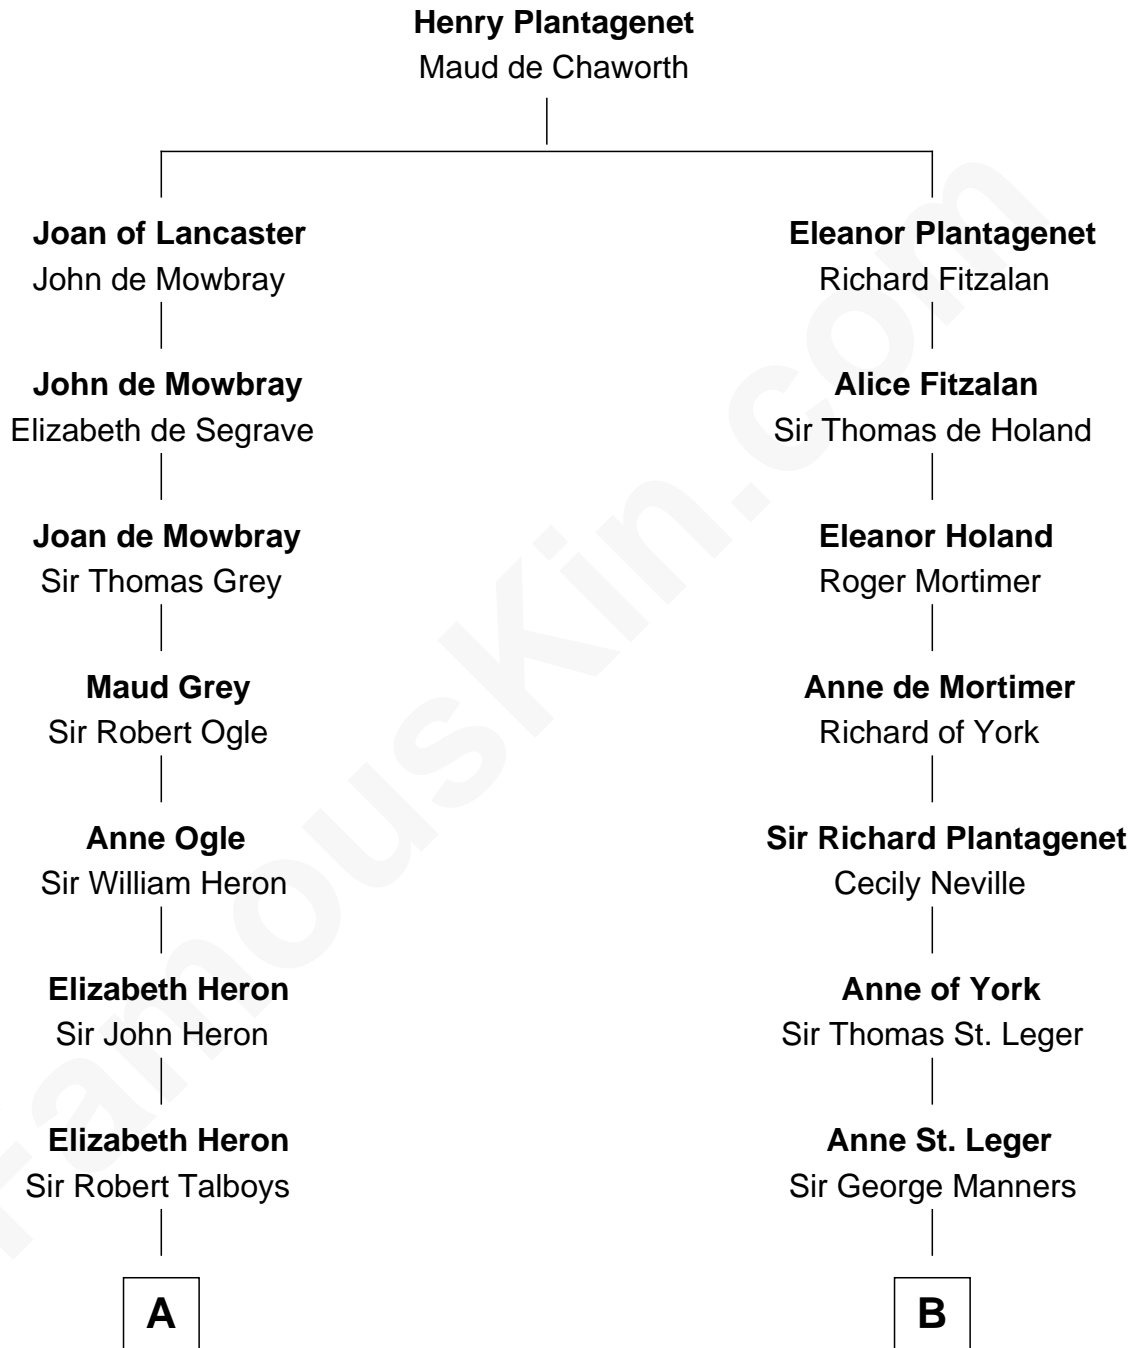 Henry Plantagenet
Maud de Chaworth
Joan of Lancaster
John de Mowbray
Eleanor Plantagenet
Richard Fitzalan
John de Mowbray
Elizabeth de Segrave
Alice Fitzalan
Sir Thomas de Holand
Joan de Mowbray
Sir Thomas Grey
Eleanor Holand
Roger Mortimer
Maud Grey
Sir Robert Ogle
Anne de Mortimer
Richard of York
Anne Ogle
Sir William Heron
Sir Richard Plantagenet
Cecily Neville
Elizabeth Heron
Sir John Heron
Anne of York
Sir Thomas St. Leger
Elizabeth Heron
Sir Robert Talboys
Anne St. Leger
Sir George Manners
A
B
FamousKin.com